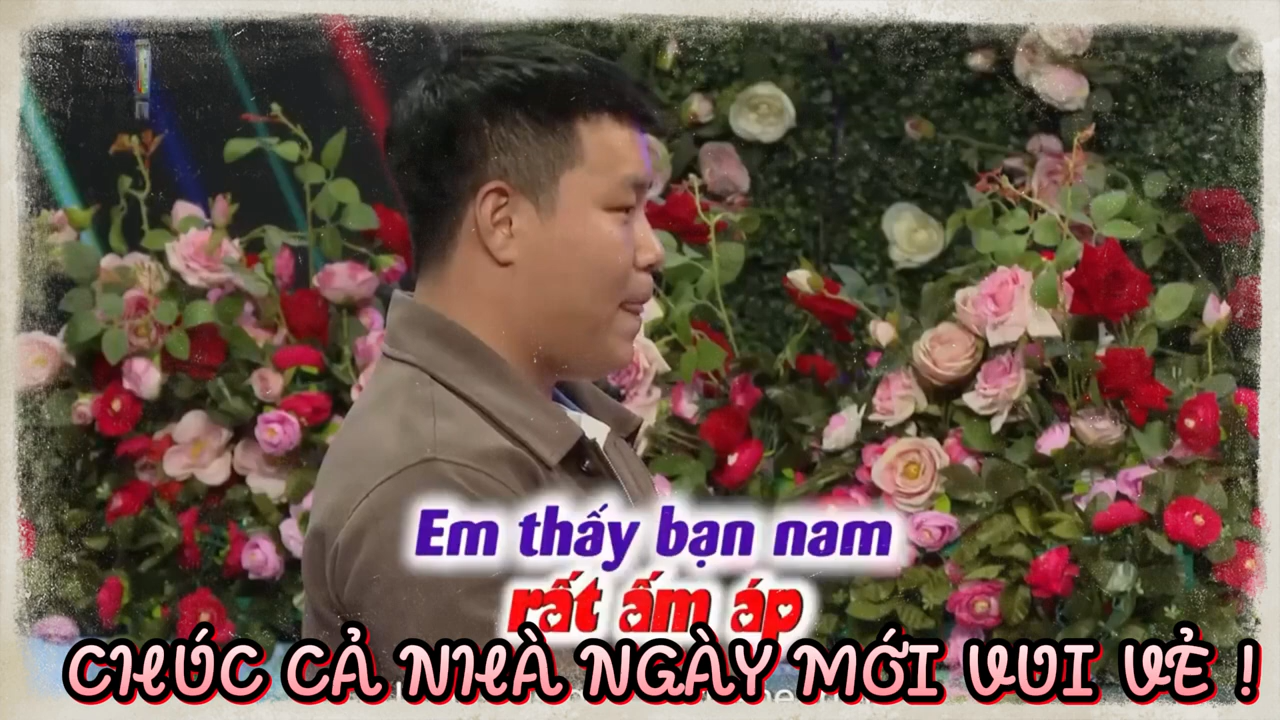 Em thấy bạn nam
rất ấm áp
CHÚC CẢ NHÀ NGÀY MỚI VUI VẺ !